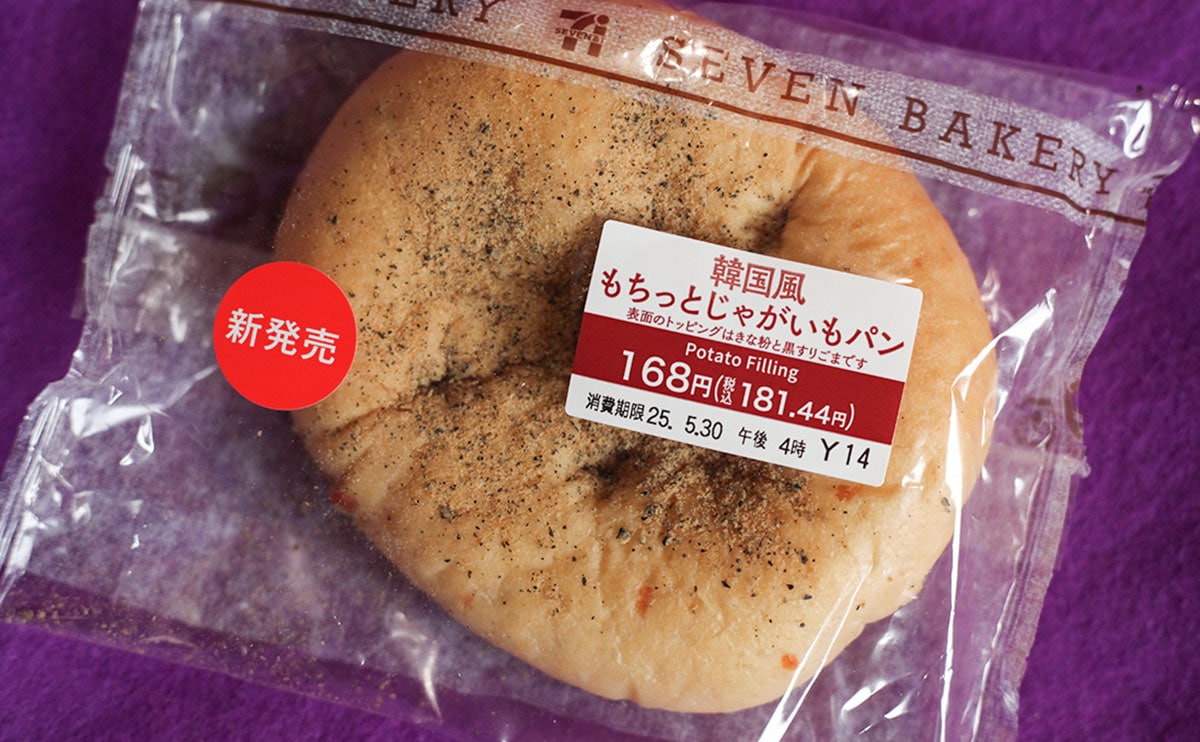 ERY
SEVEN&i
SEVEN BAKERY
新発売
韓国風
もちっとじゃがいもパン
表面のトッピングはきな粉と黒すりごまです
Potato Filling
168円(税込181.44円)
消費期限25. 5.30 午後 4時 Y14